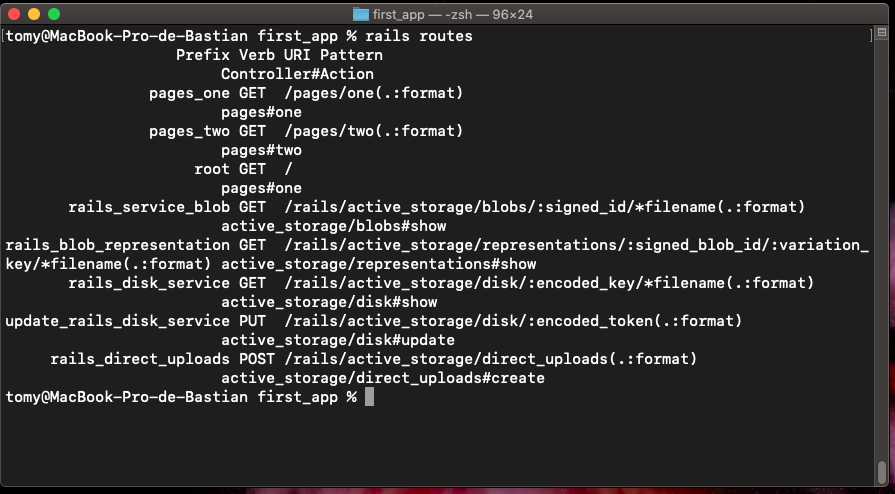 first_app — -zsh — 96×24
[tomy@MacBook-Pro-de-Bastian first_app % rails routes ]
Prefix Verb URI Pattern
Controller#Action
pages_one GET /pages/one(.:format)
pages#one
pages_two GET /pages/two(.:format)
pages#two
root GET /
pages#one
rails_service_blob GET /rails/active_storage/blobs/:signed_id/*filename(.:format)
active_storage/blobs#show
rails_blob_representation GET /rails/active_storage/representations/:signed_blob_id/:variation_
key/*filename(.:format) active_storage/representations#show
rails_disk_service GET /rails/active_storage/disk/:encoded_key/*filename(.:format)
active_storage/disk#show
update_rails_disk_service PUT /rails/active_storage/disk/:encoded_token(.:format)
active_storage/disk#update
rails_direct_uploads POST /rails/active_storage/direct_uploads(.:format)
active_storage/direct_uploads#create
tomy@MacBook-Pro-de-Bastian first_app %